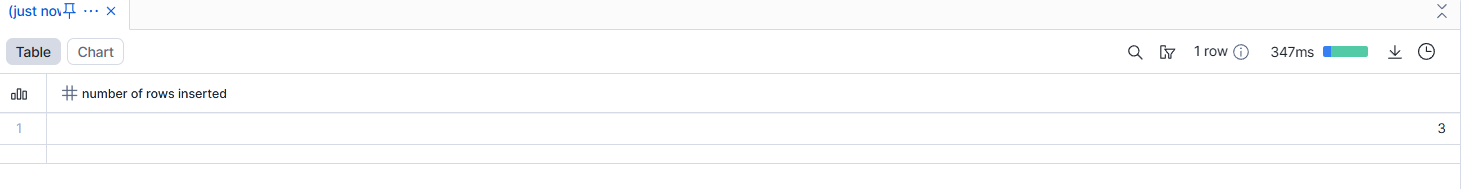 (just nov
Table Chart 1 row 347ms
number of rows inserted
1 3